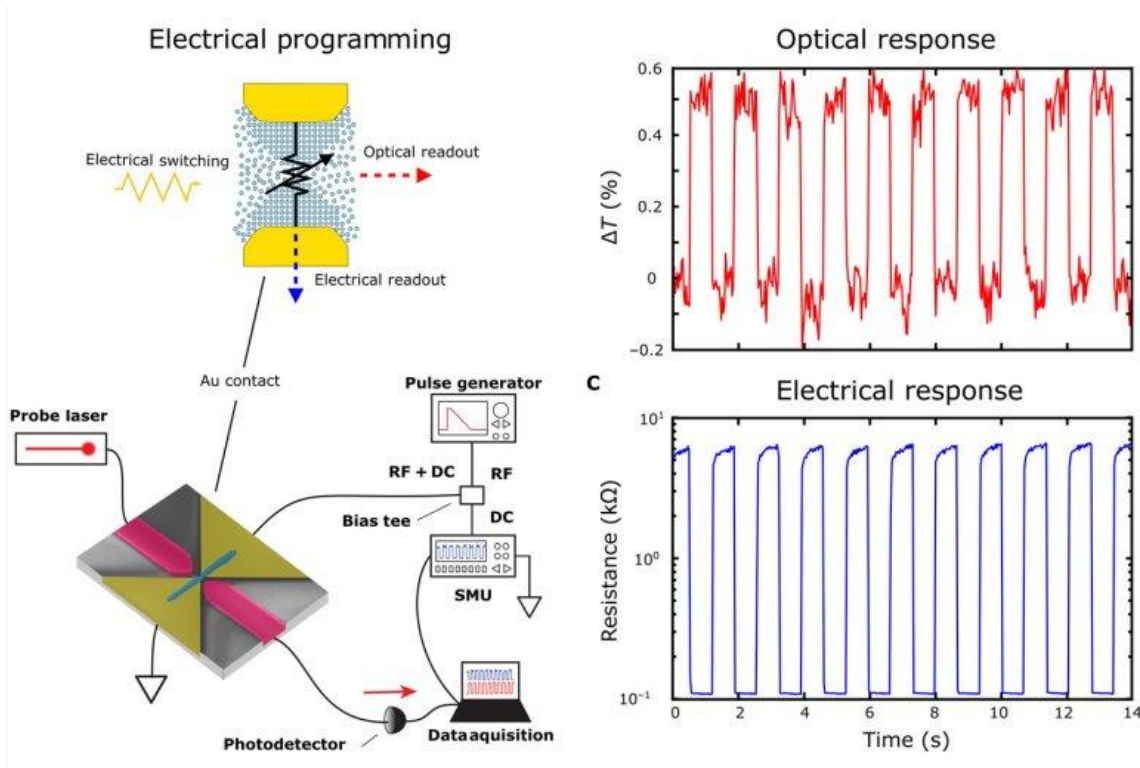 Electrical programming
Electrical switching
Optical readout
Electrical readout
Au contact
Probe laser
Pulse generator
RF + DC
RF
Bias tee
DC
SMU
Photodetector
Data aquisition
Optical response
ΔT (%)
0.6
0.4
0.2
0
−0.2
C
Electrical response
Resistance (kΩ)
10¹
10⁰
10⁻¹
0 2 4 6 8 10 12 14
Time (s)